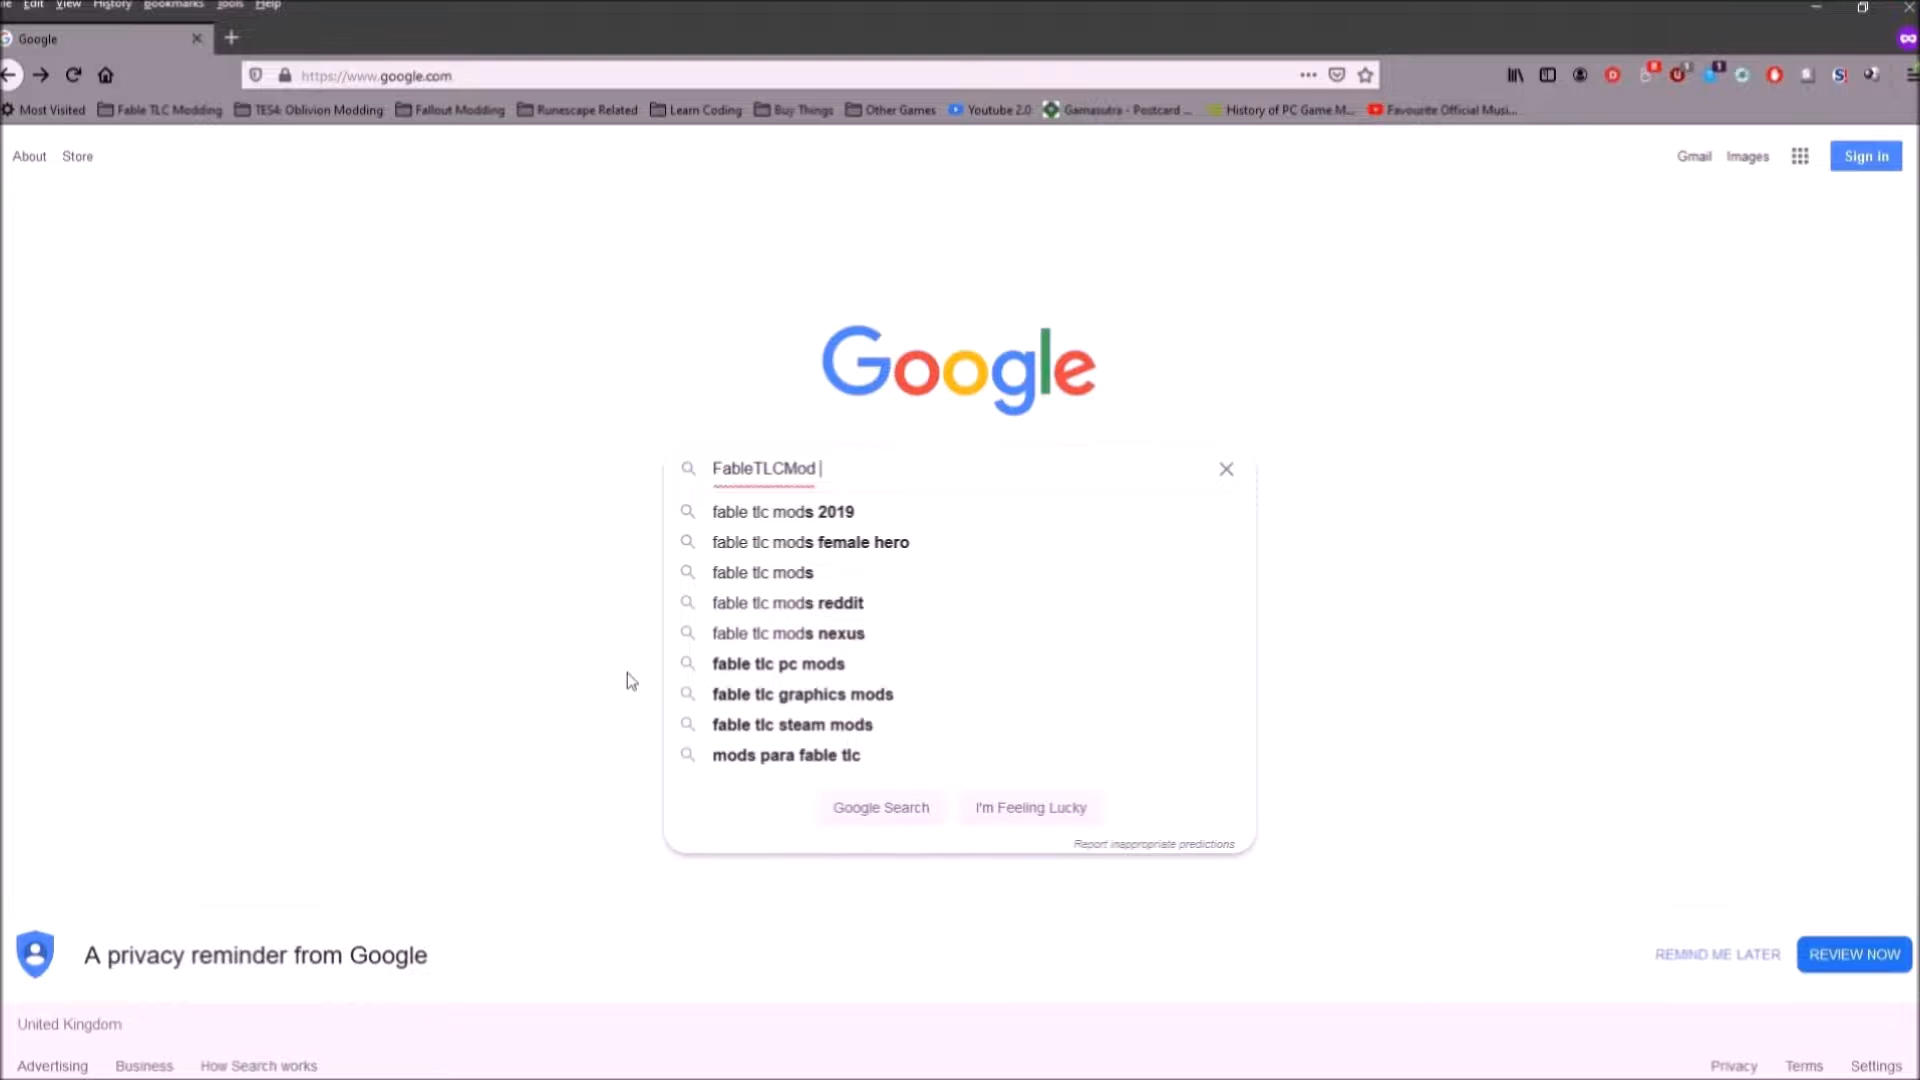 Edit View History Bookmarks Tools Help
Google
https://www.google.com
Most Visited Fable TLC Modding TES4: Oblivion Modding Fallout Modding Runescape Related Learn Coding Buy Things Other Games Youtube 2.0 Gamasutra - Postcard ... History of PC Game M... Favourite Official Musi...
About Store Gmail Images Sign in
Google
FableTLCMod
fable tlc mods 2019
fable tlc mods female hero
fable tlc mods
fable tlc mods reddit
fable tlc mods nexus
fable tlc pc mods
fable tlc graphics mods
fable tlc steam mods
mods para fable tlc
Google Search I'm Feeling Lucky
Report inappropriate predictions
A privacy reminder from Google REMIND ME LATER REVIEW NOW
United Kingdom
Advertising Business How Search works Privacy Terms Settings